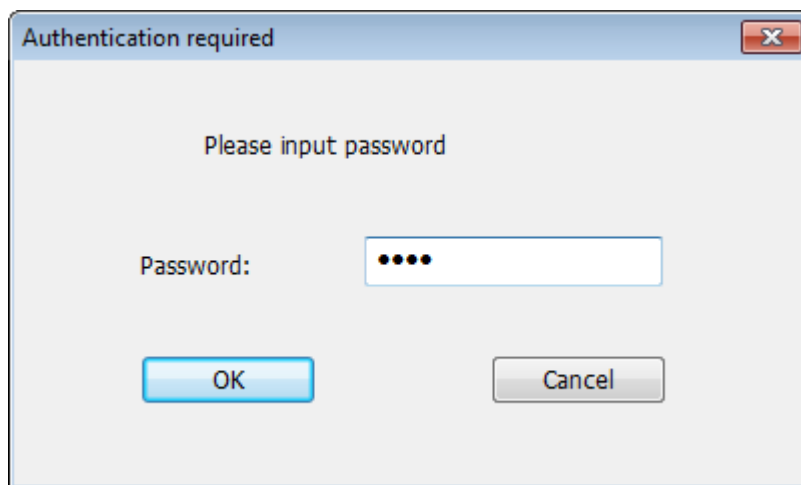 Authentication required
Please input password
Password: ••••
OK Cancel